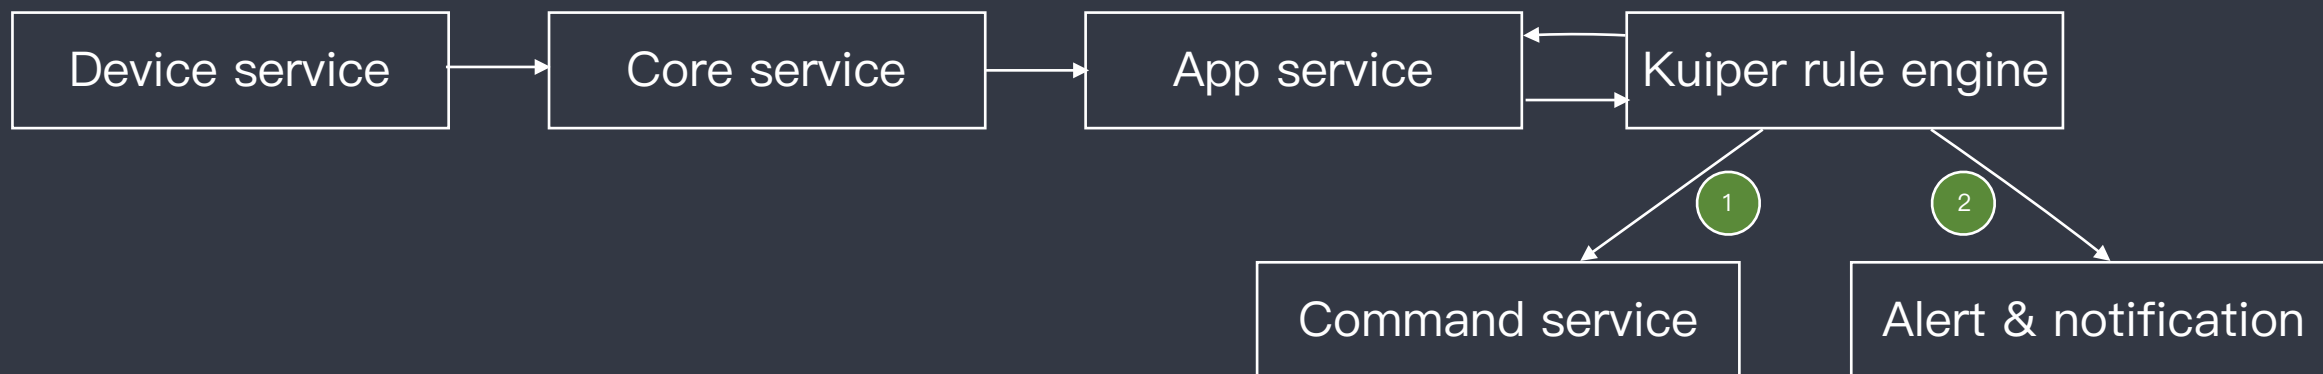 Device service
Core service
App service
Kuiper rule engine
1
2
Command service
Alert & notification